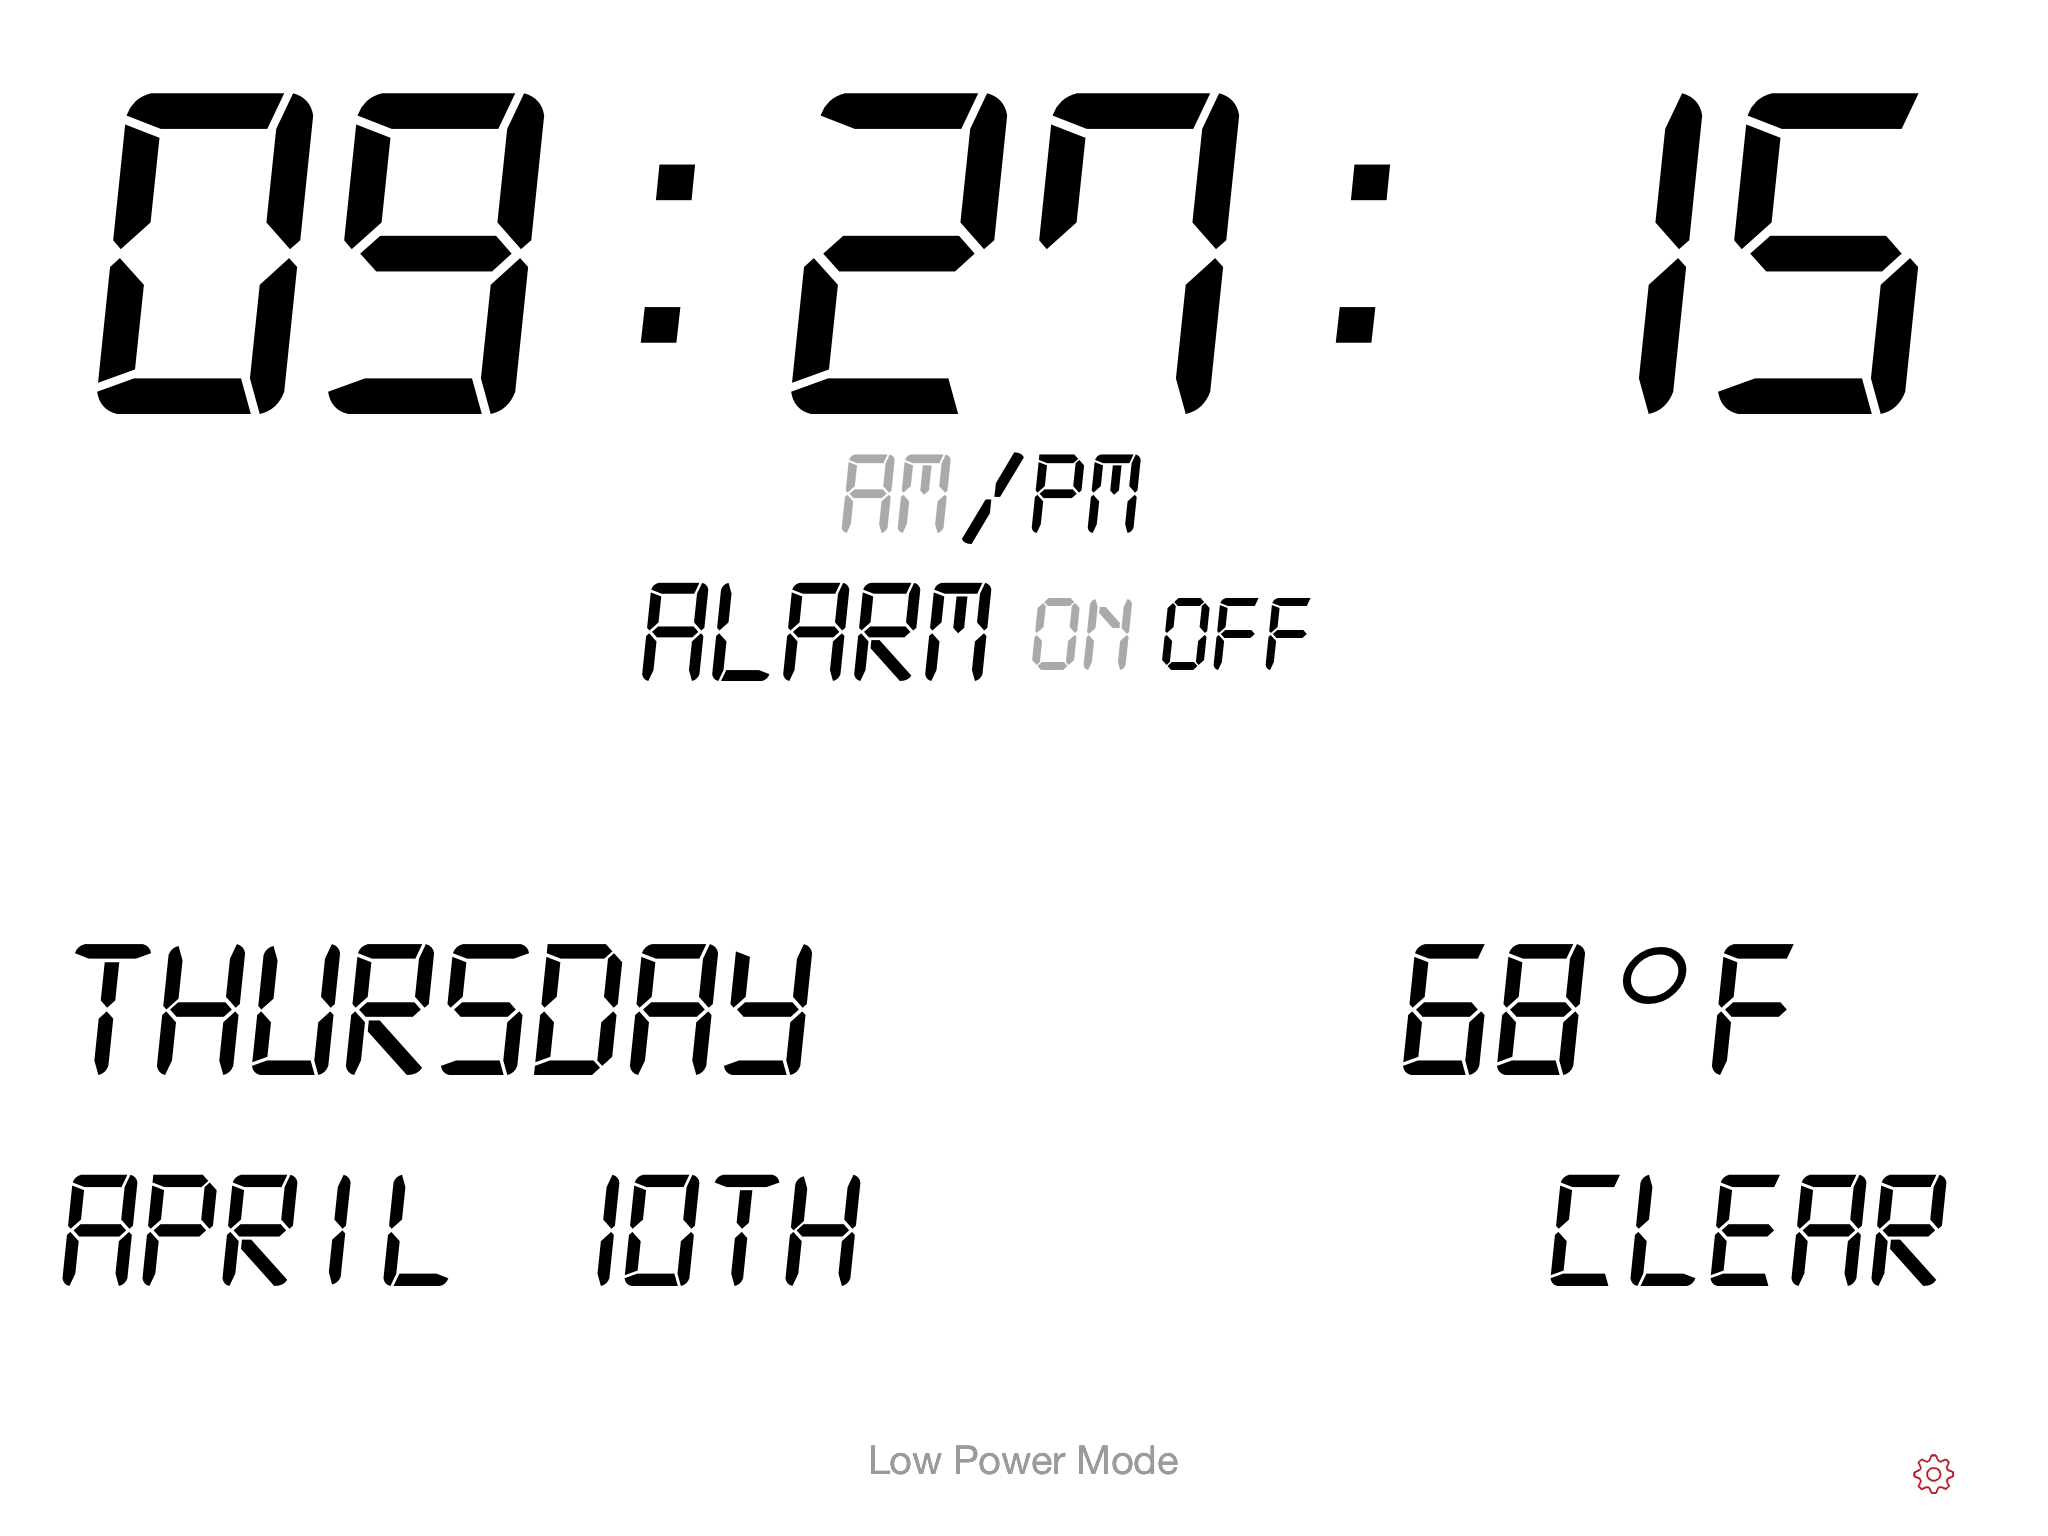 09:27:15
AM/PM
ALARM ON OFF
THURSDAY 68°F
APRIL 10TH CLEAR
Low Power Mode